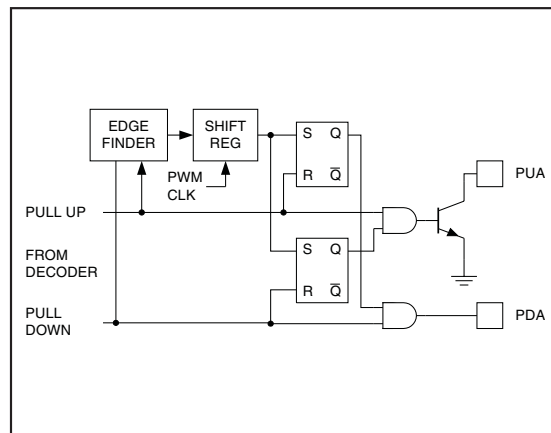 EDGE
FINDER
SHIFT
REG
S Q
R Q̅
PWM
CLK
PUA
PULL UP
FROM
DECODER
S Q
R Q̅
PULL
DOWN
PDA